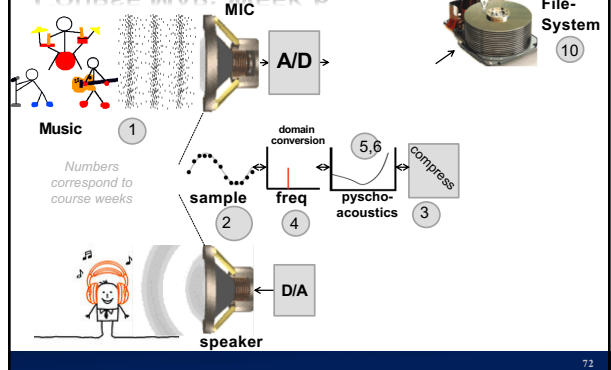 MIC
File-
System
10
A/D
Music
1
domain
conversion
5,6
compress
Numbers
correspond to
course weeks
sample
freq
pyscho-
acoustics
2
4
3
D/A
speaker
72